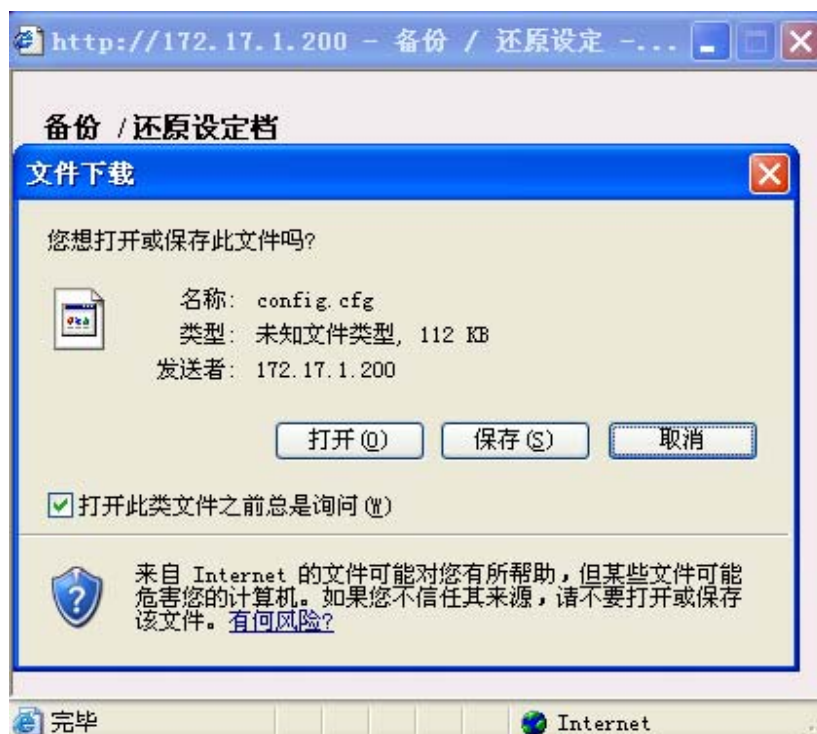 http://172.17.1.200 - 备份 / 还原设定 -...
备份 /还原设定档
文件下载
您想打开或保存此文件吗?
名称: config.cfg
类型: 未知文件类型, 112 KB
发送者: 172.17.1.200
打开(O) 保存(S) 取消
打开此类文件之前总是询问(W)
来自 Internet 的文件可能对您有所帮助，但某些文件可能
危害您的计算机。如果您不信任其来源，请不要打开或保存
该文件。有何风险?
完毕 Internet